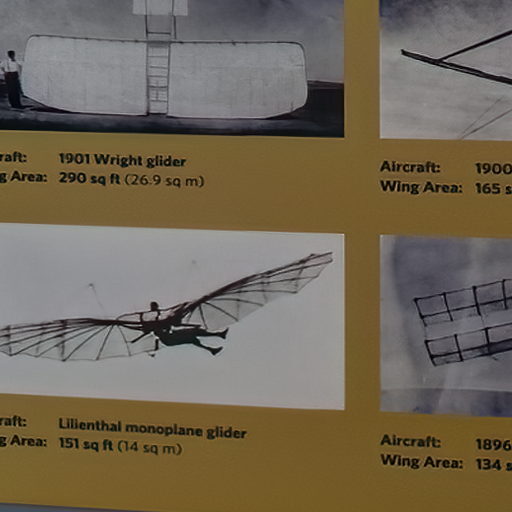 raft: 1901 Wright glider
g Area: 290 sq ft (26.9 sq m)
Aircraft: 1900
Wing Area: 165 s
raft: Lilienthal monoplane glider
g Area: 151 sq ft (14 sq m)
Aircraft: 1896
Wing Area: 134 s